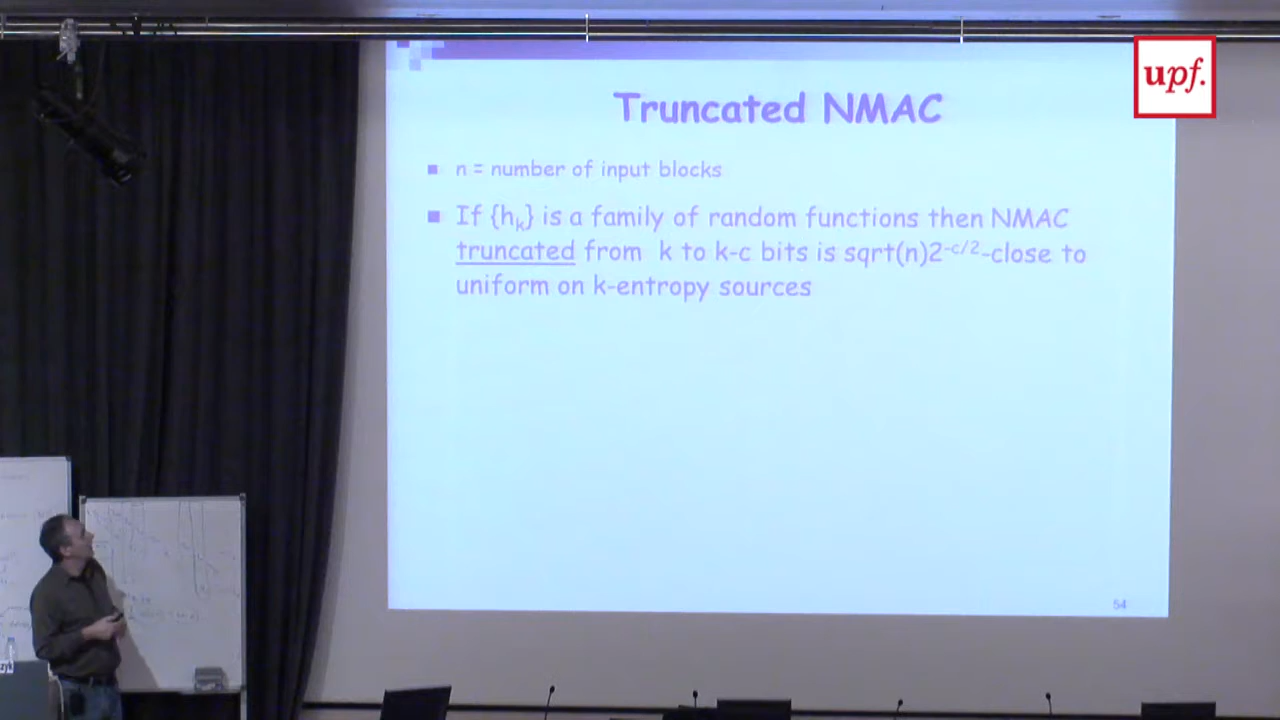 upf.
Truncated NMAC
n = number of input blocks
If {hk} is a family of random functions then NMAC
truncated from k to k-c bits is sqrt(n)2-c/2-close to
uniform on k-entropy sources
54
zyk